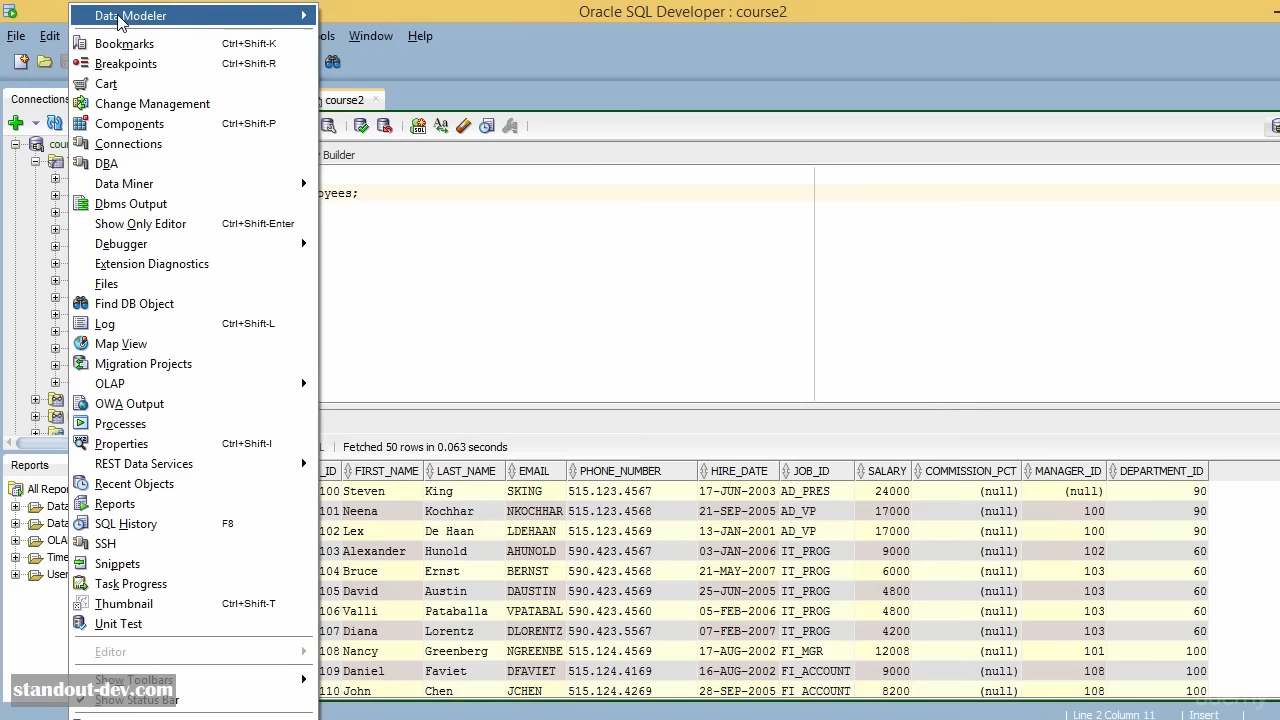 Oracle SQL Developer : course2
File Edit ols Window Help
Data Modeler
Bookmarks Ctrl+Shift-K
Breakpoints Ctrl+Shift-R
Cart
Change Management
Components Ctrl+Shift-P
Connections
DBA
Data Miner
Dbms Output
Show Only Editor Ctrl+Shift-Enter
Debugger
Extension Diagnostics
Files
Find DB Object
Log Ctrl+Shift-L
Map View
Migration Projects
OLAP
OWA Output
Processes
Properties Ctrl+Shift-I
REST Data Services
Recent Objects
Reports
SQL History F8
SSH
Snippets
Task Progress
Thumbnail Ctrl+Shift-T
Unit Test
Editor
Show Toolbars
Show Status Bar
standout-dev.com
Connections
cour
Reports
All Repo
Data
Data
OLA
Time
User
course2
y Builder
oyees;
Fetched 50 rows in 0.063 seconds
_ID FIRST_NAME LAST_NAME EMAIL PHONE_NUMBER HIRE_DATE JOB_ID SALARY COMMISSION_PCT MANAGER_ID DEPARTMENT_ID
100 Steven King SKING 515.123.4567 17-JUN-2003 AD_PRES 24000 (null) (null) 90
101 Neena Kochhar NKOCHHAR 515.123.4568 21-SEP-2005 AD_VP 17000 (null) 100 90
102 Lex De Haan LDEHAAN 515.123.4569 13-JAN-2001 AD_VP 17000 (null) 100 90
103 Alexander Hunold AHUNOLD 590.423.4567 03-JAN-2006 IT_PROG 9000 (null) 102 60
104 Bruce Ernst BERNST 590.423.4568 21-MAY-2007 IT_PROG 6000 (null) 103 60
105 David Austin DAUSTIN 590.423.4569 25-JUN-2005 IT_PROG 4800 (null) 103 60
106 Valli Pataballa VPATABAL 590.423.4560 05-FEB-2006 IT_PROG 4800 (null) 103 60
107 Diana Lorentz DLORENTZ 590.423.5567 07-FEB-2007 IT_PROG 4200 (null) 103 60
108 Nancy Greenberg NGREENBE 515.124.4569 17-AUG-2002 FI_MGR 12008 (null) 101 100
109 Daniel Faviet DFAVIET 515.124.4169 16-AUG-2002 FI_ACCOUNT 9000 (null) 108 100
110 John Chen JCHEN 515.124.4269 28-SEP-2005 FI_ACCOUNT 8200 (null) 108 100
Line 2 Column 11 Insert
udemy